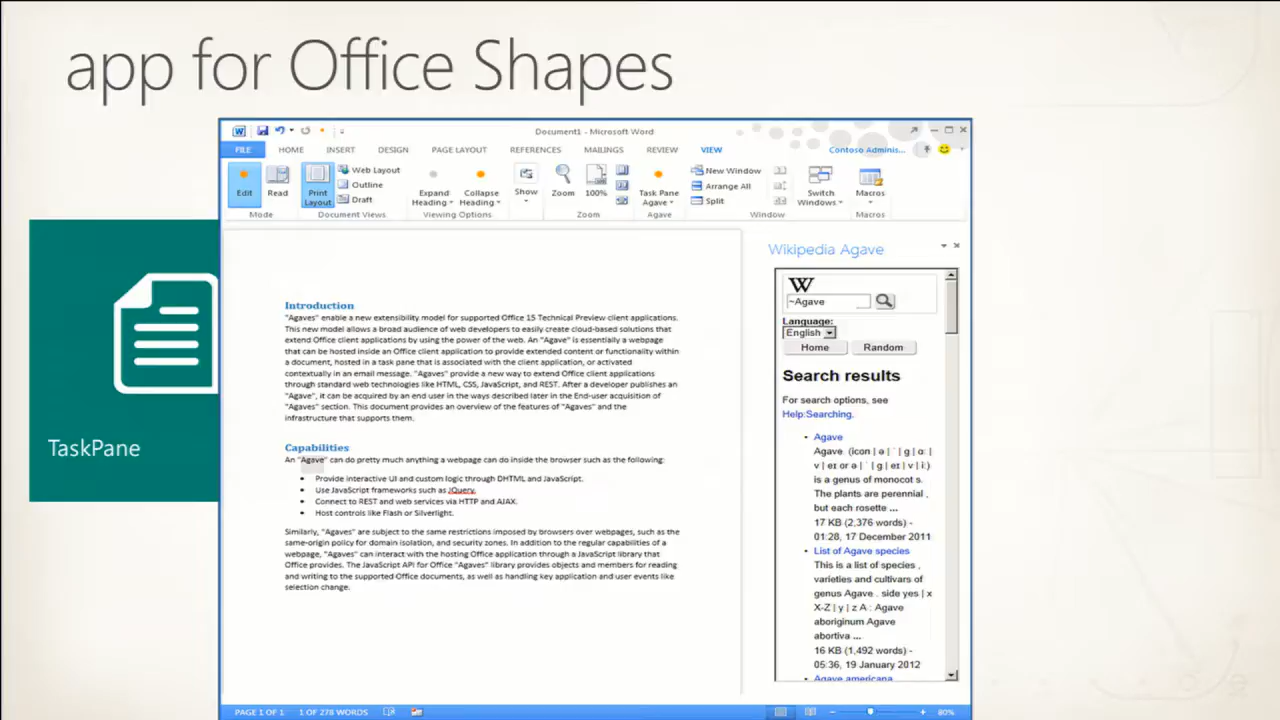 app for Office Shapes
Document1 - Microsoft Word
FILE HOME INSERT DESIGN PAGE LAYOUT REFERENCES MAILINGS REVIEW VIEW Contoso Adminis...
Edit
Read
Mode
Print Layout
Web Layout
Outline
Draft
Document Views
Expand Heading
Collapse Heading
Viewing Options
Show
Zoom
100%
Zoom
Task Pane Agave
Agave
New Window
Arrange All
Split
Switch Windows
Window
Macros
Macros
TaskPane
Introduction
"Agaves" enable a new extensibility model for supported Office 15 Technical Preview client applications.
This new model allows a broad audience of web developers to easily create cloud-based solutions that
extend Office client applications by using the power of the web. An "Agave" is essentially a webpage
that can be hosted inside an Office client application to provide extended content or functionality within
a document, hosted in a task pane that is associated with the client application, or activated
contextually in an email message. "Agaves" provide a new way to extend Office client applications
through standard web technologies like HTML, CSS, JavaScript, and REST. After a developer publishes an
"Agave", it can be acquired by an end user in the ways described later in the End-user acquisition of
"Agaves" section. This document provides an overview of the features of "Agaves" and the
infrastructure that supports them.
Capabilities
An "Agave" can do pretty much anything a webpage can do inside the browser such as the following:
• Provide interactive UI and custom logic through DHTML and JavaScript.
• Use JavaScript frameworks such as JQuery.
• Connect to REST and web services via HTTP and AJAX.
• Host controls like Flash or Silverlight.
Similarly, "Agaves" are subject to the same restrictions imposed by browsers over webpages, such as the
same-origin policy for domain isolation, and security zones. In addition to the regular capabilities of a
webpage, "Agaves" can interact with the hosting Office application through a JavaScript library that
Office provides. The JavaScript API for Office "Agaves" library provides objects and members for reading
and writing to the supported Office documents, as well as handling key application and user events like
selection change.
Wikipedia Agave
W
~Agave
Language:
English
Home Random
Search results
For search options, see
Help:Searching.
• Agave
Agave (icon | ə | ˈ | ɡ | ɑː |
v | eɪ or ə | ˈ | ɡ | eɪ | v | iː)
is a genus of monocot s.
The plants are perennial ,
but each rosette ...
17 KB (2,376 words) -
01:28, 17 December 2011
• List of Agave species
This is a list of species ,
varieties and cultivars of
genus Agave . side yes | x
X-Z | y | z A : Agave
aboriginum Agave
abortiva ...
16 KB (1,492 words) -
05:36, 19 January 2012
• Agave americana
PAGE 1 OF 1 1 OF 278 WORDS 80%